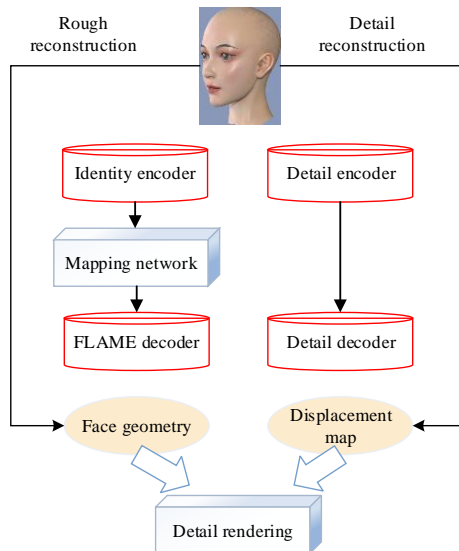 Rough
reconstruction
Detail
reconstruction
Identity encoder
Detail encoder
Mapping network
FLAME decoder
Detail decoder
Face geometry
Displacement
map
Detail rendering